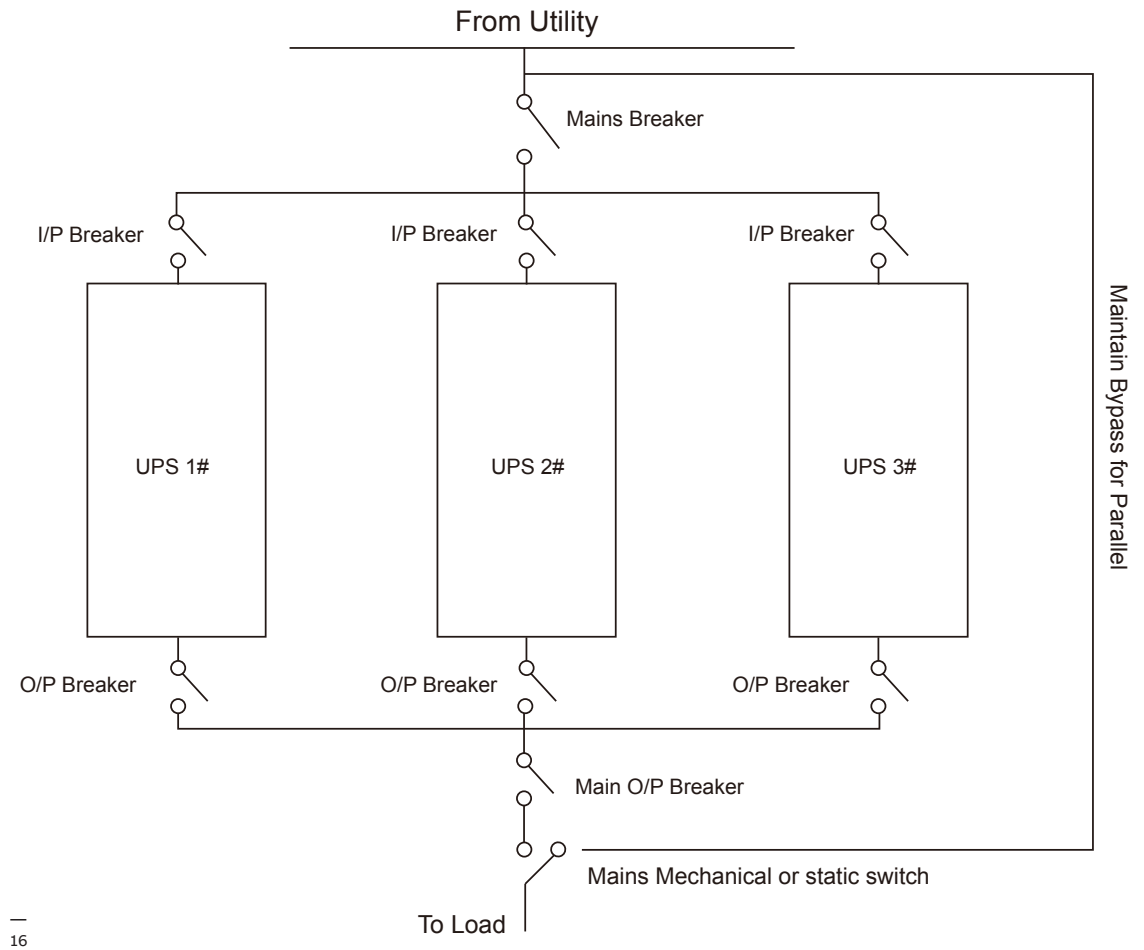 From Utility
Mains Breaker
I/P Breaker
I/P Breaker
I/P Breaker
Maintain Bypass for Parallel
UPS 1#
UPS 2#
UPS 3#
O/P Breaker
O/P Breaker
O/P Breaker
Main O/P Breaker
Mains Mechanical or static switch
To Load
16